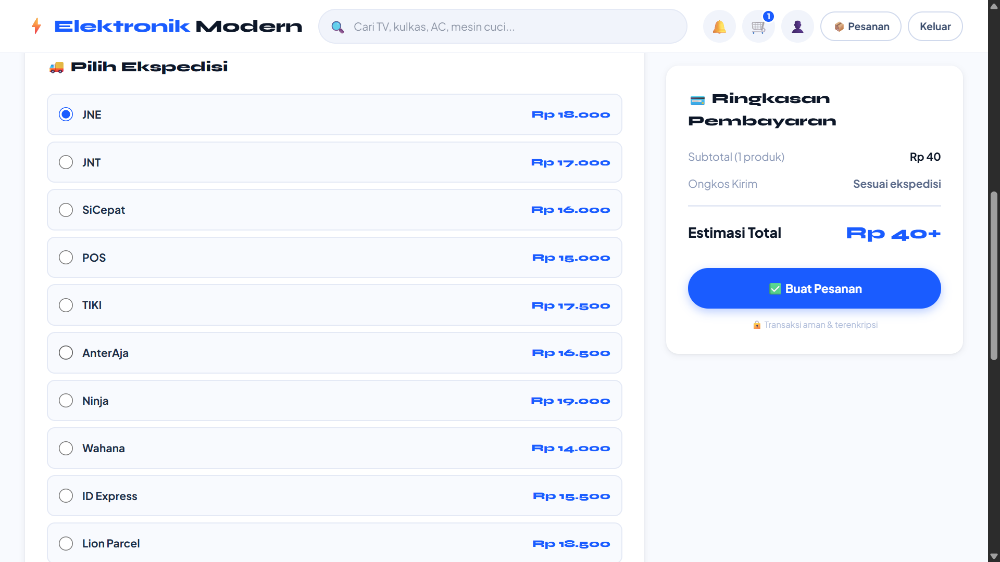 Elektronik Modern
Cari TV, kulkas, AC, mesin cuci...
1
Pesanan
Keluar
Pilih Ekspedisi
JNE Rp 18.000
JNT Rp 17.000
SiCepat Rp 16.000
POS Rp 15.000
TIKI Rp 17.500
AnterAja Rp 16.500
Ninja Rp 19.000
Wahana Rp 14.000
ID Express Rp 15.500
Lion Parcel Rp 18.500
Ringkasan
Pembayaran
Subtotal (1 produk) Rp 40
Ongkos Kirim Sesuai ekspedisi
Estimasi Total Rp 40+
Buat Pesanan
Transaksi aman & terenkripsi